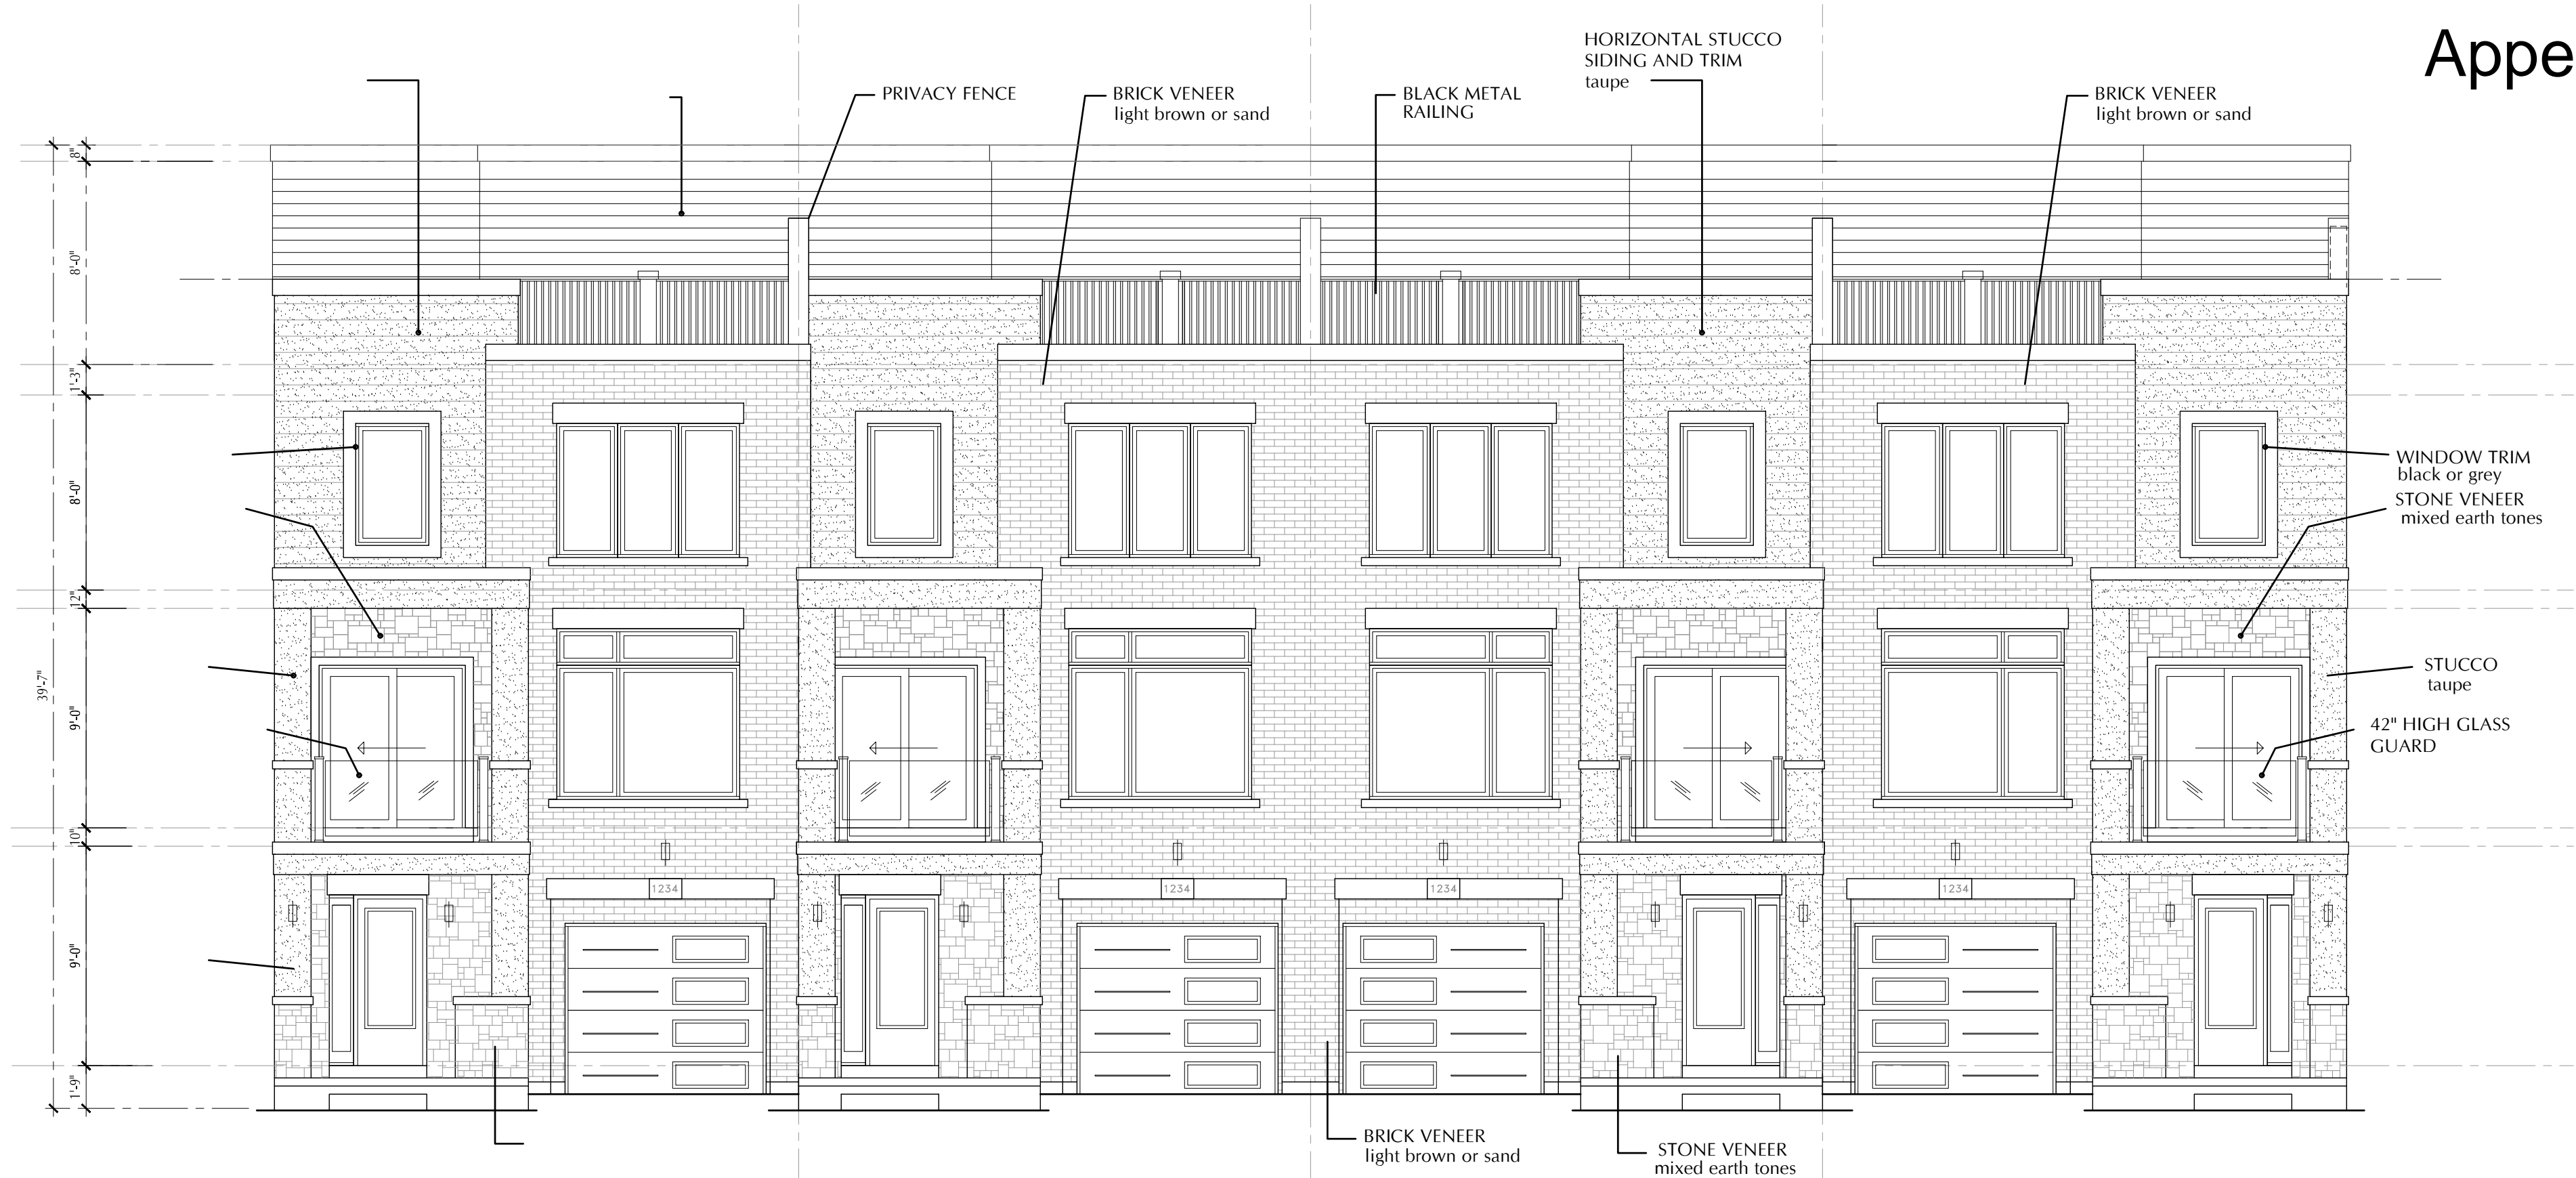 Appe
HORIZONTAL STUCCO
SIDING AND TRIM
taupe
PRIVACY FENCE
BRICK VENEER
light brown or sand
BLACK METAL
RAILING
BRICK VENEER
light brown or sand
8"
8'-0"
1'-3"
8'-0"
12"
39'-7"
9'-0"
10"
9'-0"
1'-9"
WINDOW TRIM
black or grey
STONE VENEER
mixed earth tones
STUCCO
taupe
42" HIGH GLASS
GUARD
1234
1234
1234
1234
BRICK VENEER
light brown or sand
STONE VENEER
mixed earth tones